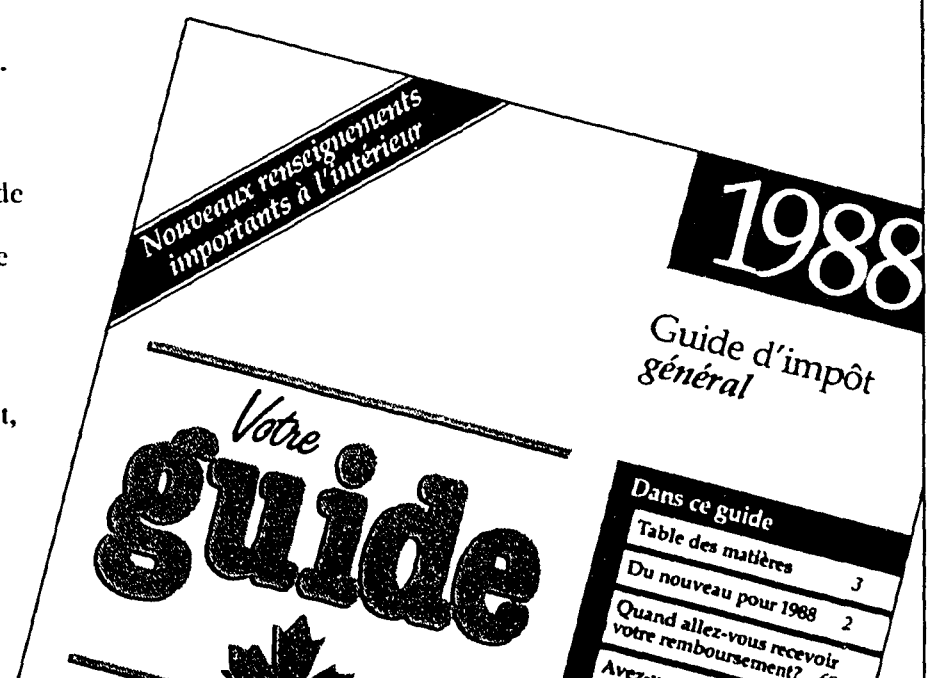 de
e
t,
Nouveaux renseignements
importants à l'intérieur
1988
Guide d'impôt
général
Votre
guide
Dans ce guide
Table des matières 3
Du nouveau pour 1988 2
Quand allez-vous recevoir
votre remboursement?